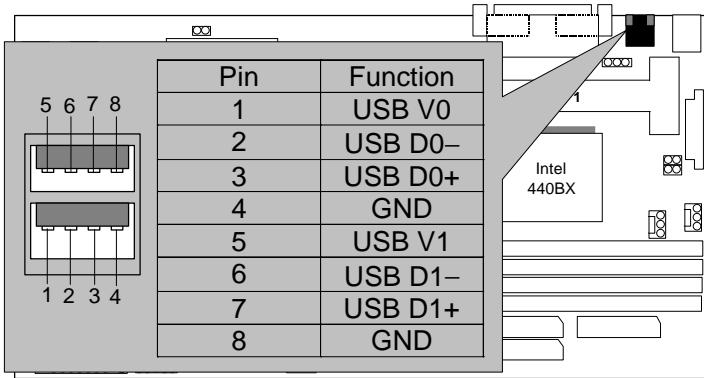 Pin Function
1 USB V0
2 USB D0−
3 USB D0+
4 GND
5 USB V1
6 USB D1−
7 USB D1+
8 GND
5 6 7 8
1 2 3 4
1
Intel
440BX